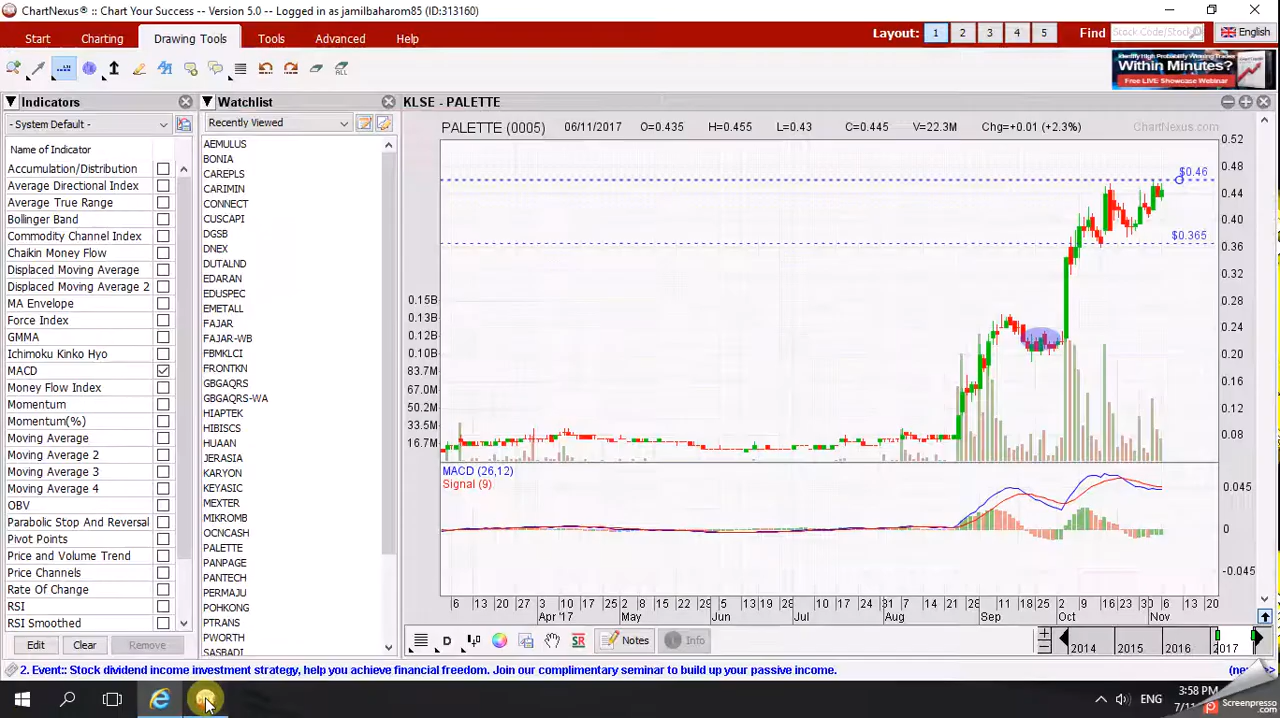 ChartNexus® :: Chart Your Success - Version 5.0 -- Logged in as jamilbaharom85 (ID:313160)
Start Charting Drawing Tools Tools Advanced Help Layout: 1 2 3 4 5 Find Stock Code/Stock English
ALL
Within Minutes?
Free LIVE Showcase Webinar
Indicators Watchlist KLSE - PALETTE
- System Default - Recently Viewed
PALETTE (0005) 06/11/2017 O=0.435 H=0.455 L=0.43 C=0.445 V=22.3M Chg=+0.01 (+2.3%) ChartNexus.com
Name of Indicator
Accumulation/Distribution
Average Directional Index
Average True Range
Bollinger Band
Commodity Channel Index
Chaikin Money Flow
Displaced Moving Average
Displaced Moving Average 2
MA Envelope
Force Index
GMMA
Ichimoku Kinko Hyo
MACD
Money Flow Index
Momentum
Momentum(%)
Moving Average
Moving Average 2
Moving Average 3
Moving Average 4
OBV
Parabolic Stop And Reversal
Pivot Points
Price and Volume Trend
Price Channels
Rate Of Change
RSI
RSI Smoothed
Edit Clear Remove
AEMULUS
BONIA
CAREPLS
CARIMIN
CONNECT
CUSCAPI
DGSB
DNEX
DUTALND
EDARAN
EDUSPEC
EMETALL
FAJAR
FAJAR-WB
FBMKLCI
FRONTKN
GBGAQRS
GBGAQRS-WA
HIAPTEK
HIBISCS
HUAAN
JERASIA
KARYON
KEYASIC
MEXTER
MIKROMB
OCNCASH
PALETTE
PANPAGE
PANTECH
PERMAJU
POHKONG
PTRANS
PWORTH
SASBADI
0.15B
0.13B
0.12B
0.10B
83.7M
67.0M
50.2M
33.5M
16.7M
$0.46
$0.365
0.52
0.48
0.44
0.40
0.36
0.32
0.28
0.24
0.20
0.16
0.12
0.08
MACD (26,12)
Signal (9)
0.045
0
-0.045
6 13 20 27 3 10 17 25 2 8 15 22 29 5 13 19 28 3 10 17 24 31 7 14 21 28 5 11 18 25 2 9 16 23 30 6 13 20
Apr'17 May Jun Jul Aug Sep Oct Nov
D SR Notes Info 2014 2015 2016 2017
2. Event:: Stock dividend income investment strategy, help you achieve financial freedom. Join our complimentary seminar to build up your passive income.
ENG 3:58 PM
Screenpresso
.com